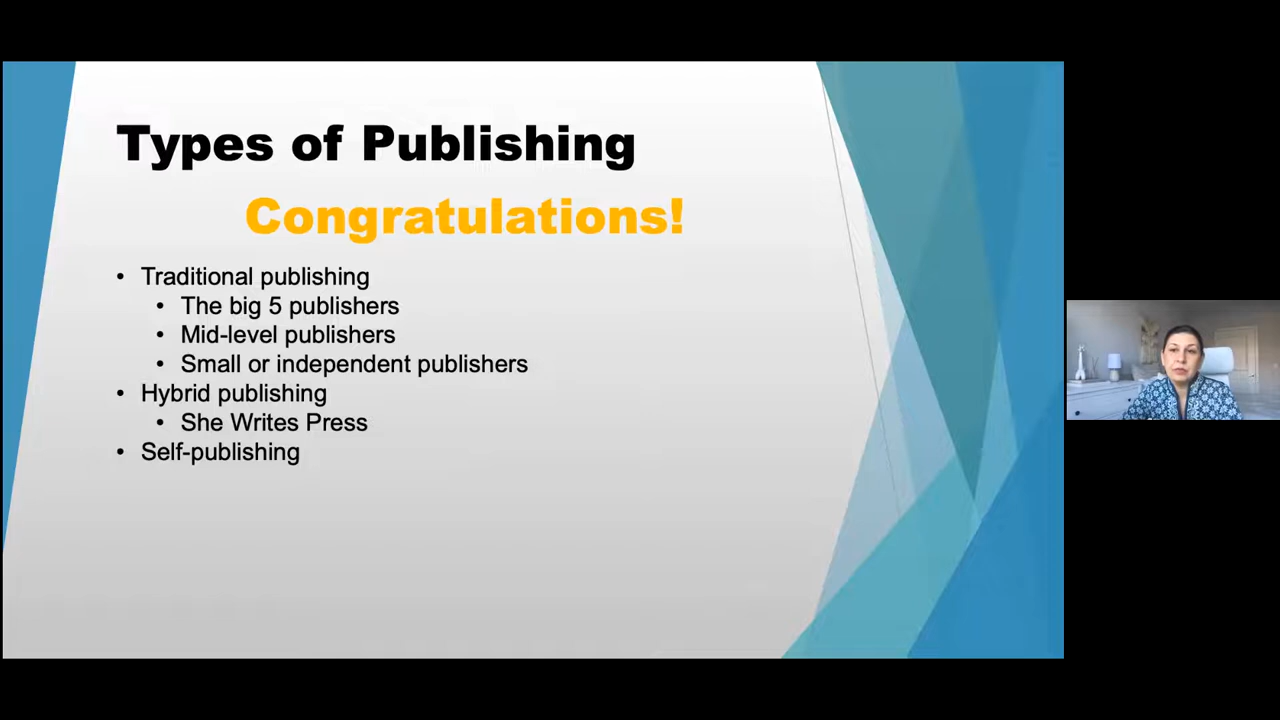 Types of Publishing
Congratulations!
• Traditional publishing
• The big 5 publishers
• Mid-level publishers
• Small or independent publishers
• Hybrid publishing
• She Writes Press
• Self-publishing